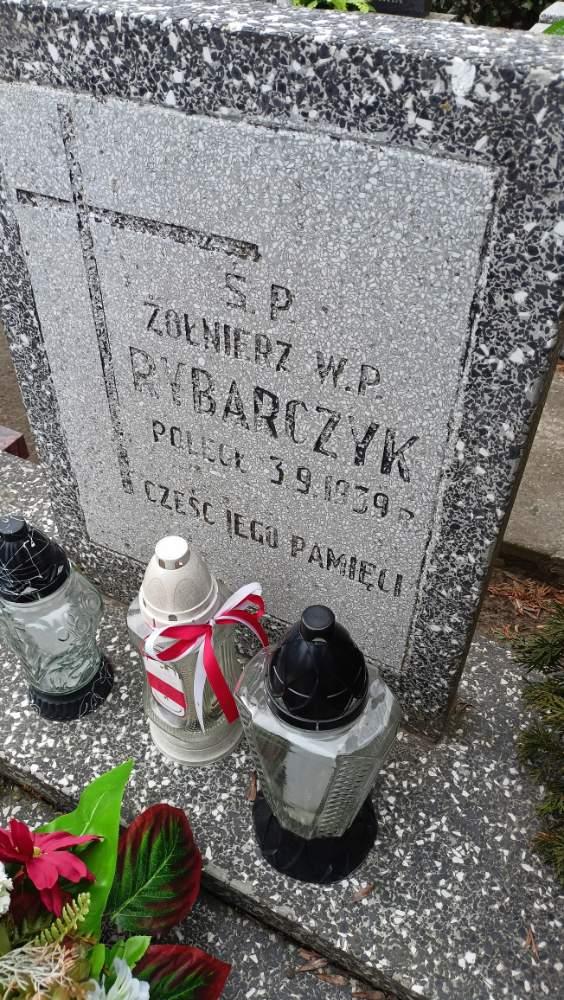 Ś. P.
ŻOŁNIERZ W.P.
RYBARCZYK
POLEGŁ 3.9.1939 R.
CZEŚĆ JEGO PAMIĘCI